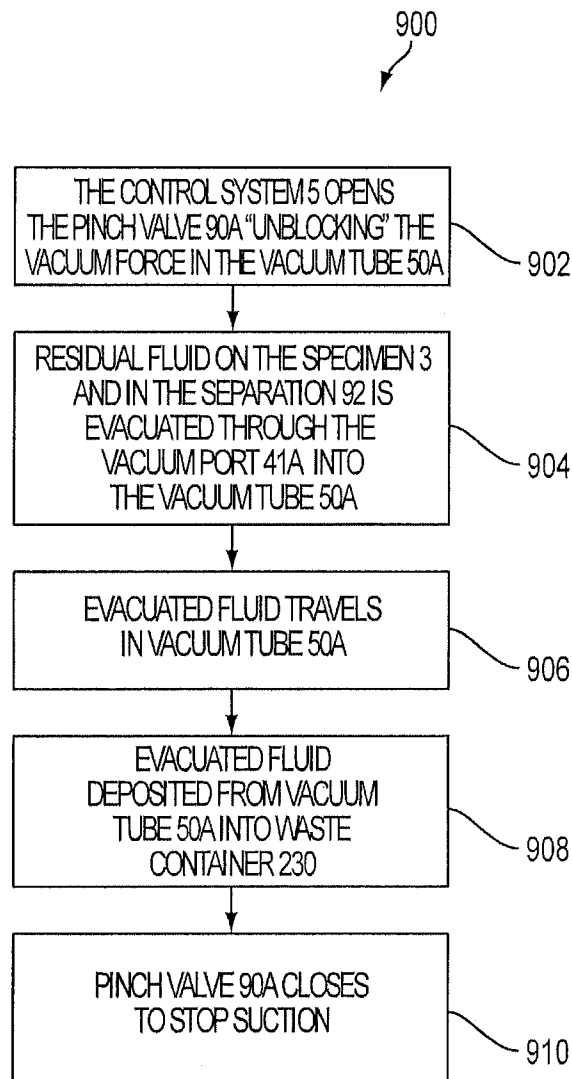 900
THE CONTROL SYSTEM 5 OPENS
THE PINCH VALVE 90A "UNBLOCKING" THE
VACUUM FORCE IN THE VACUUM TUBE 50A
902
RESIDUAL FLUID ON THE SPECIMEN 3
AND IN THE SEPARATION 92 IS
EVACUATED THROUGH THE
VACUUM PORT 41A INTO
THE VACUUM TUBE 50A
904
EVACUATED FLUID TRAVELS
IN VACUUM TUBE 50A
906
EVACUATED FLUID
DEPOSITED FROM VACUUM
TUBE 50A INTO WASTE
CONTAINER 230
908
PINCH VALVE 90A CLOSES
TO STOP SUCTION
910